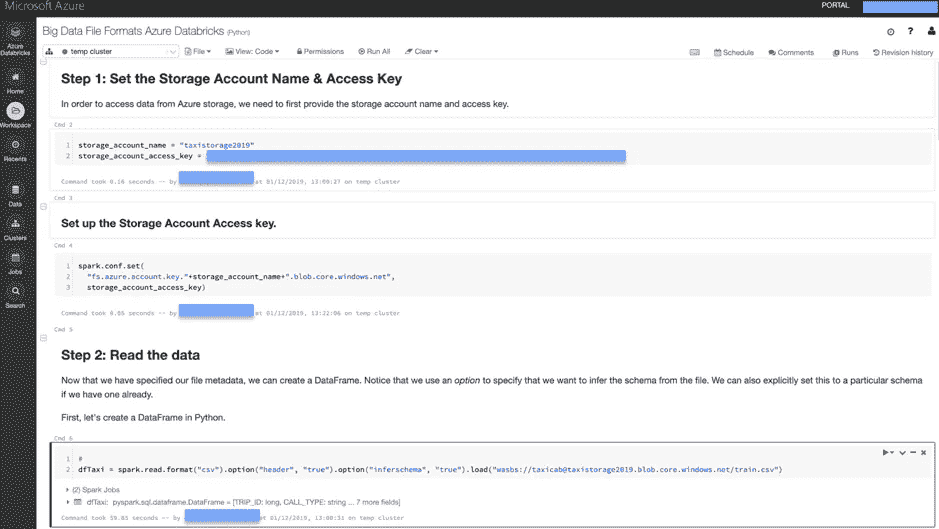 Microsoft Azure
PORTAL
Big Data File Formats Azure Databricks (Python)
temp cluster
File
View: Code
Permissions
Run All
Clear
Schedule
Comments
Runs
Revision history
Azure
Databricks
Home
Workspace
Recents
Data
Clusters
Jobs
Search
Step 1: Set the Storage Account Name & Access Key
In order to access data from Azure storage, we need to first provide the storage account name and access key.
Cmd 2
1 storage_account_name = "taxistorage2019"
2 storage_account_access_key =
Command took 0.16 seconds -- by at 01/12/2019, 13:00:27 on temp cluster
Cmd 3
Set up the Storage Account Access key.
Cmd 4
1 spark.conf.set(
2 "fs.azure.account.key."+storage_account_name+".blob.core.windows.net",
3 storage_account_access_key)
Command took 0.05 seconds -- by at 01/12/2019, 13:22:06 on temp cluster
Cmd 5
Step 2: Read the data
Now that we have specified our file metadata, we can create a DataFrame. Notice that we use an option to specify that we want to infer the schema from the file. We can also explicitly set this to a particular schema
if we have one already.
First, let's create a DataFrame in Python.
Cmd 6
1 #
2 dfTaxi = spark.read.format("csv").option("header", "true").option("inferschema", "true").load("wasbs://taxicab@taxistorage2019.blob.core.windows.net/train.csv")
(2) Spark Jobs
dfTaxi: pyspark.sql.dataframe.DataFrame = [TRIP_ID: long, CALL_TYPE: string ... 7 more fields]
Command took 59.65 seconds -- by at 01/12/2019, 13:00:31 on temp cluster